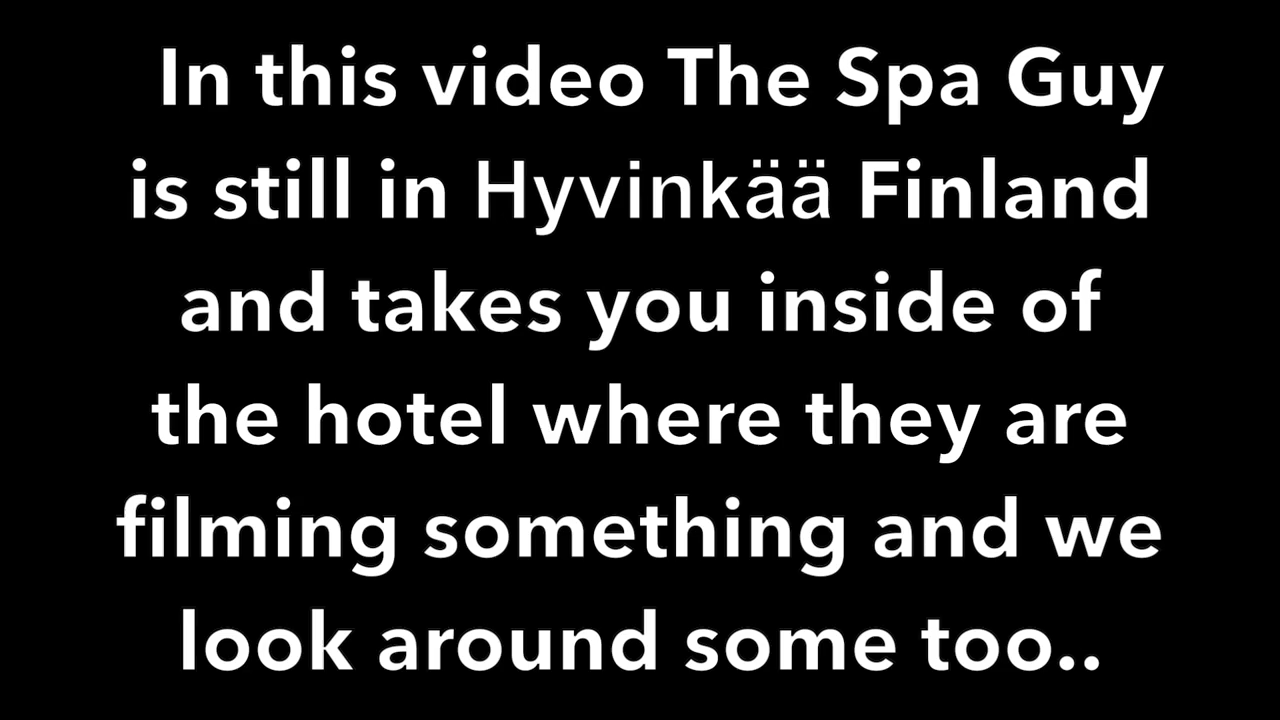 In this video The Spa Guy
is still in Hyvinkää Finland
and takes you inside of
the hotel where they are
filming something and we
look around some too..